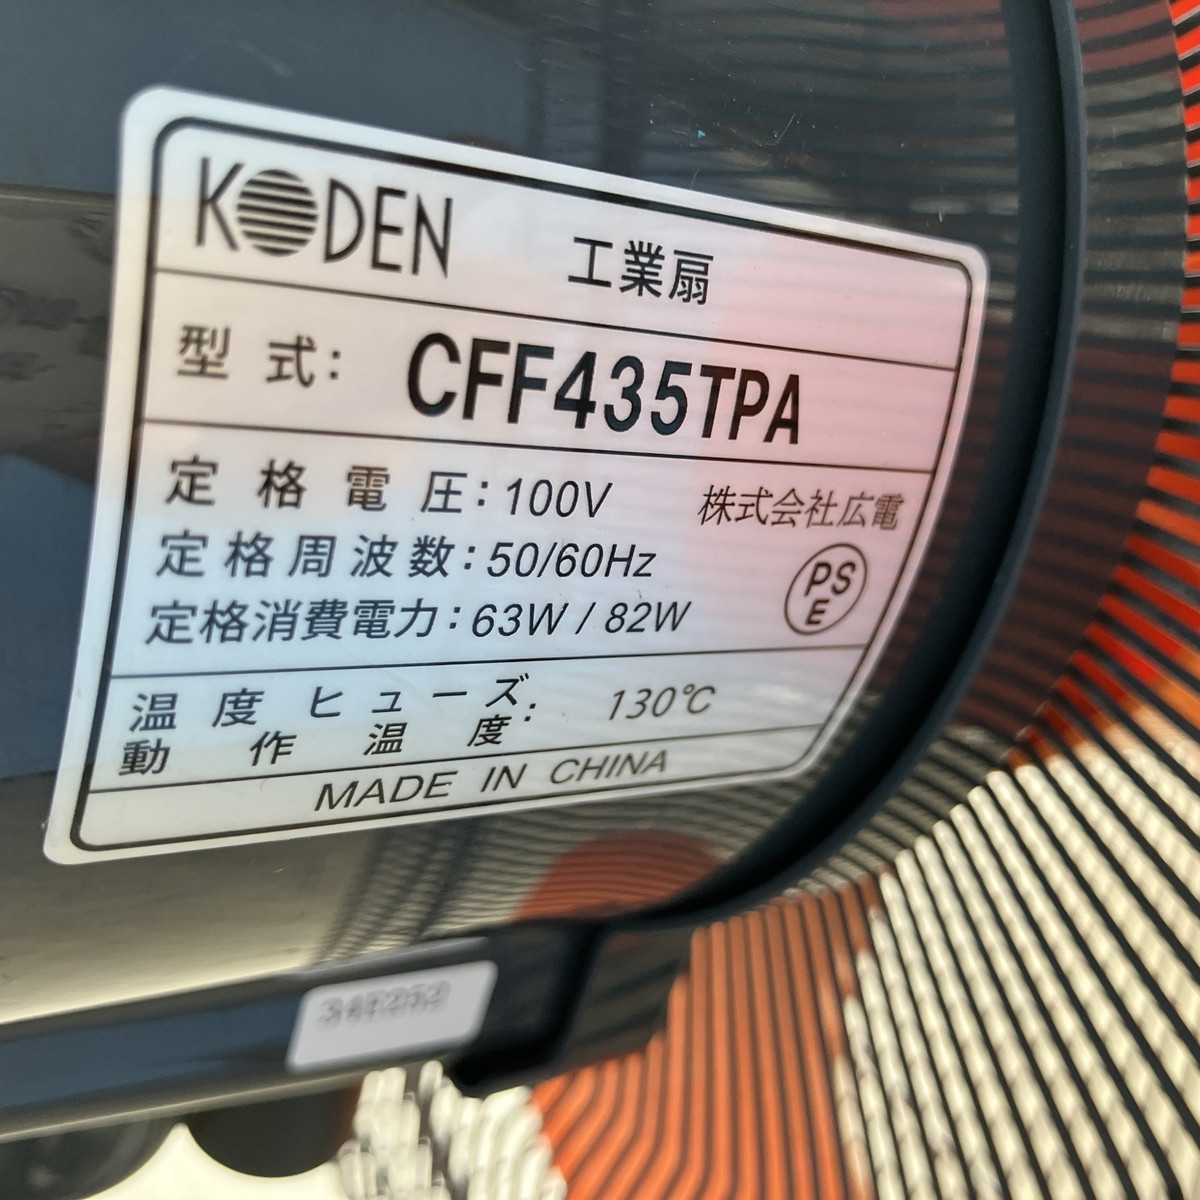 KODEN 工業扇
型式: CFF435TPA
定格電圧:100V 株式会社広電
定格周波数:50/60Hz
PS
E
定格消費電力:63W / 82W
温度ヒューズ
動作温度: 130℃
MADE IN CHINA